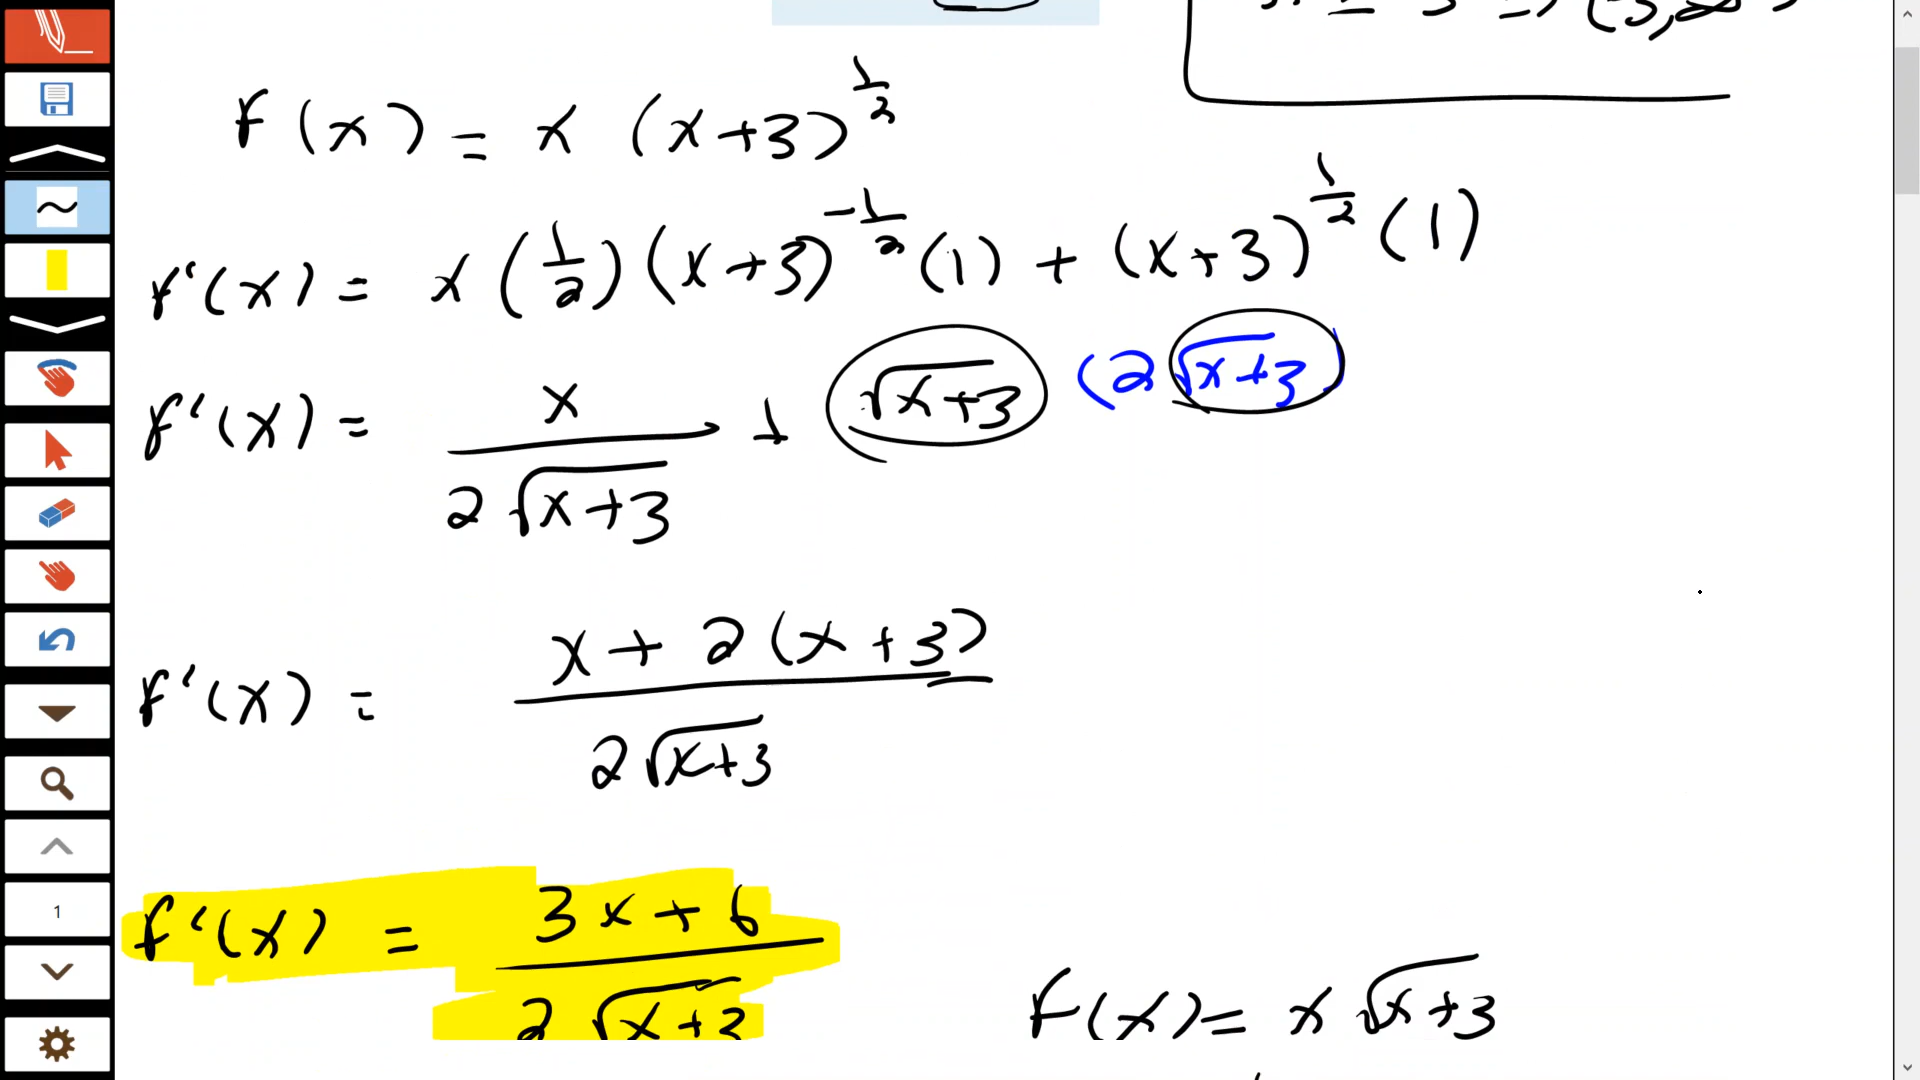 f(x) = x (x+3)^{1/2}
f'(x) = x (1/2) (x+3)^{-1/2} (1) + (x+3)^{1/2} (1)
f'(x) = x / (2√(x+3)) + √(x+3) (2√(x+3))
f'(x) = (x + 2(x+3)) / (2√(x+3))
f'(x) = (3x+6) / (2√(x+3))
f(x) = x √(x+3)
1